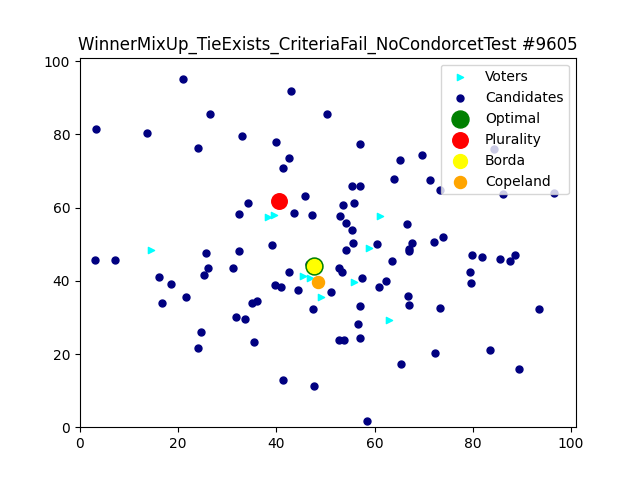 WinnerMixUp_TieExists_CriteriaFail_NoCondorcetTest #9605
100
80
60
40
20
0
0
20
40
60
80
100
Voters
Candidates
Optimal
Plurality
Borda
Copeland